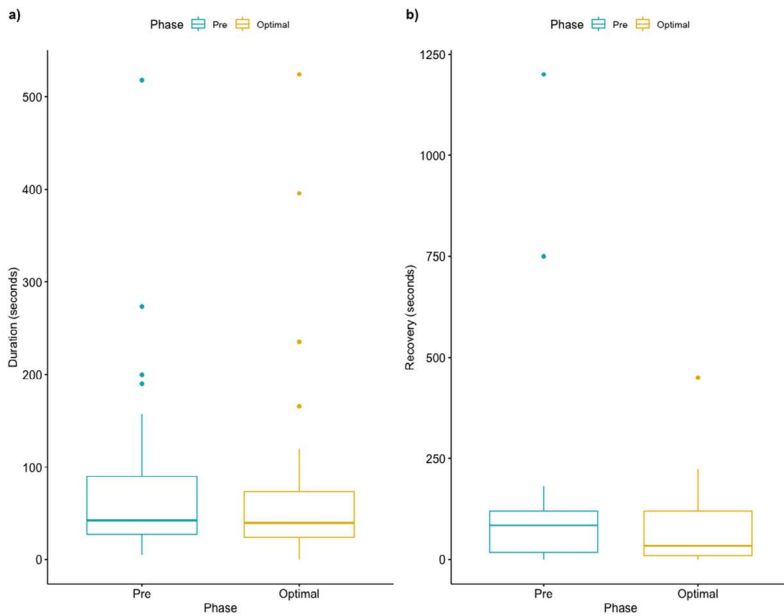 a)
Phase Pre Optimal
Duration (seconds)
500
400
300
200
100
0
Pre Optimal
Phase
b)
Phase Pre Optimal
Recovery (seconds)
1250
1000
750
500
250
0
Pre Optimal
Phase